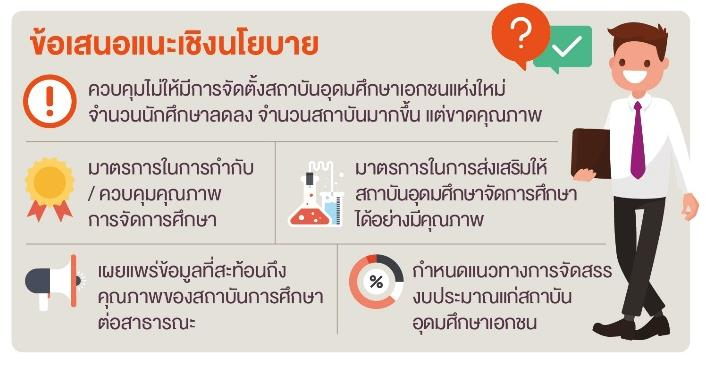 ข้อเสนอแนะเชิงนโยบาย
?
!
ควบคุมไม่ให้มีการจัดตั้งสถาบันอุดมศึกษาเอกชนแห่งใหม่
จำนวนนักศึกษาลดลง จำนวนสถาบันมากขึ้น แต่ขาดคุณภาพ
มาตรการในการกำกับ
/ ควบคุมคุณภาพ
การจัดการศึกษา
มาตรการในการส่งเสริมให้
สถาบันอุดมศึกษาจัดการศึกษา
ได้อย่างมีคุณภาพ
เผยแพร่ข้อมูลที่สะท้อนถึง
คุณภาพของสถาบันการศึกษา
ต่อสาธารณะ
%
กำหนดแนวทางการจัดสรร
งบประมาณแก่สถาบัน
อุดมศึกษาเอกชน